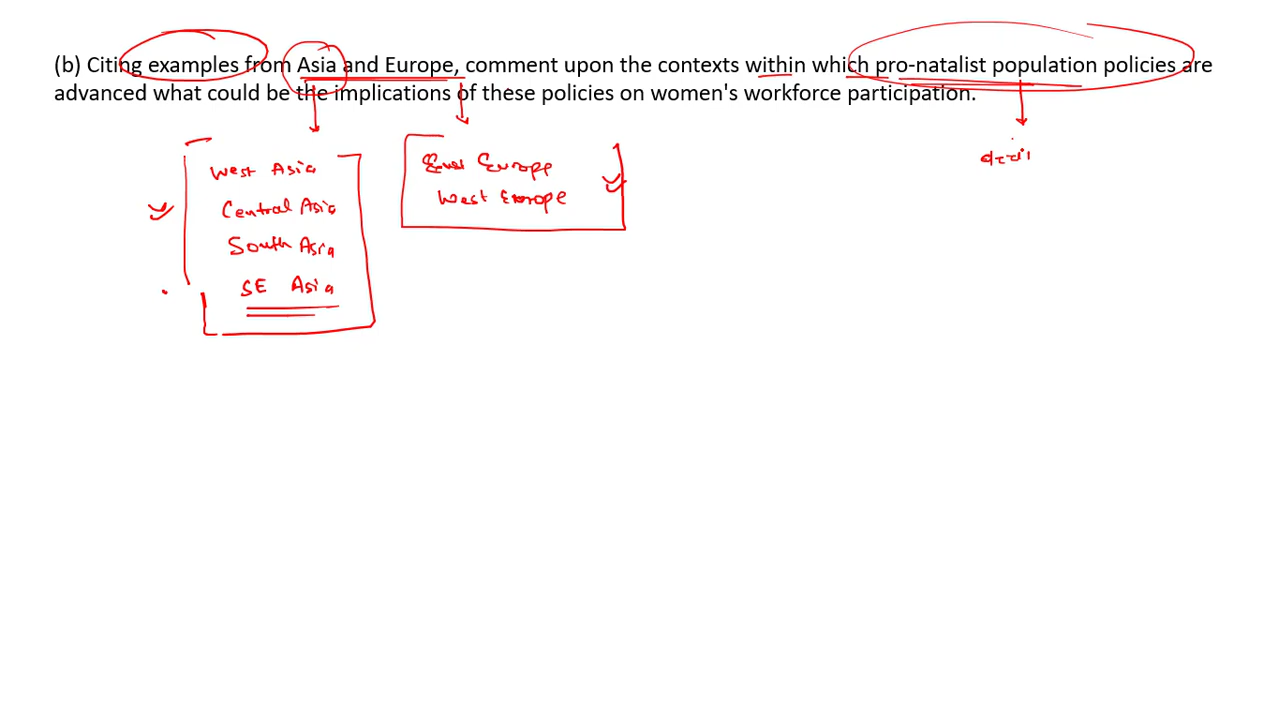 (b) Citing examples from Asia and Europe, comment upon the contexts within which pro-natalist population policies are
advanced what could be the implications of these policies on women's workforce participation.
West Asia
Central Asia
South Asia
SE Asia
Europe
West Europe